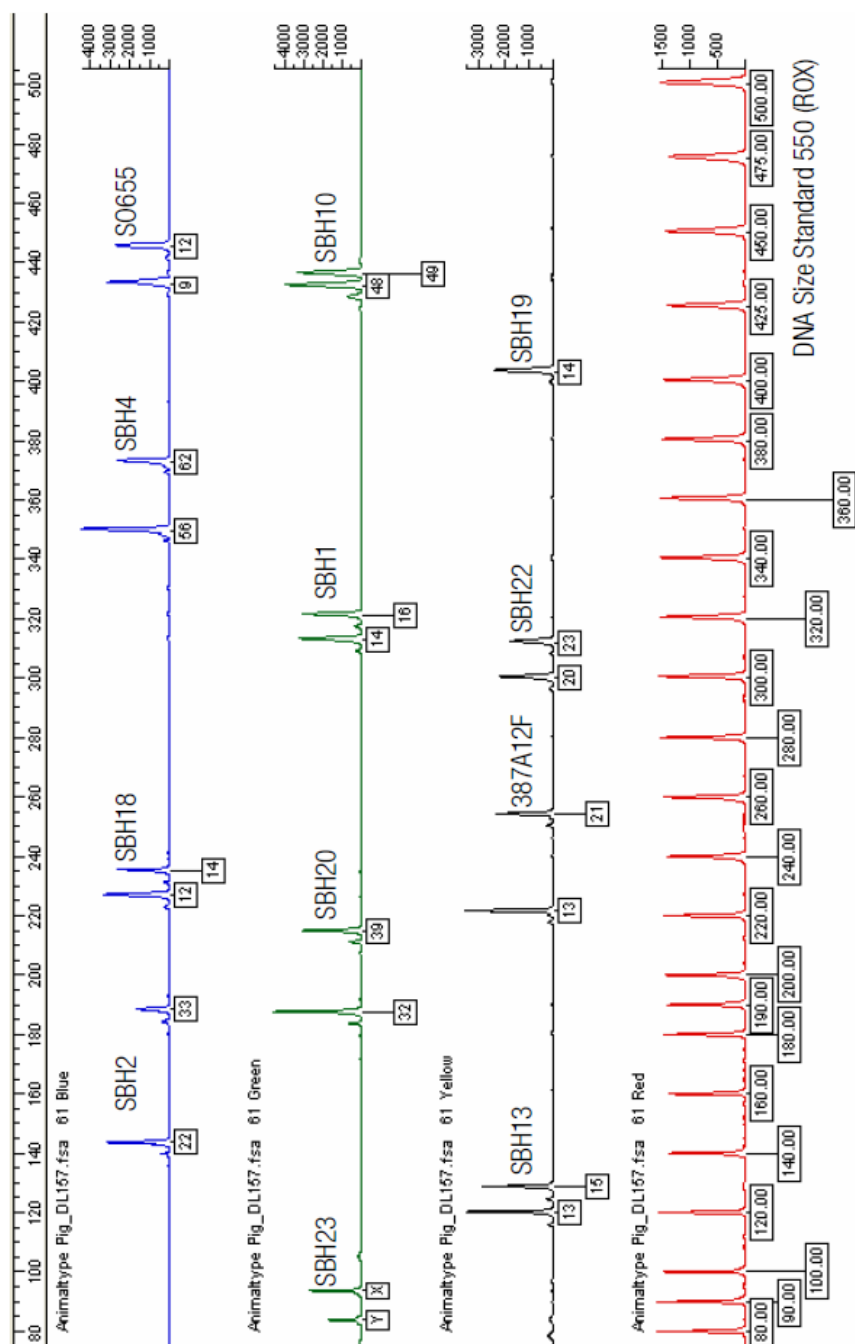 80 100 120 140 160 180 200 220 240 260 280 300 320 340 360 380 400 420 440 460 480 500
Animaltype Pig_DL157.fsa 61 Blue
4000
3000
2000
1000
SBH2 SBH18 SBH4 SO655
22 33 12 14 56 62 9 12
Animaltype Pig_DL157.fsa 61 Green
4000
3000
2000
1000
SBH23 SBH20 SBH1 SBH10
Y X 32 39 14 16 48 49
Animaltype Pig_DL157.fsa 61 Yellow
3000
2000
1000
SBH13 387A12F SBH22 SBH19
13 15 13 21 20 23 14
Animaltype Pig_DL157.fsa 61 Red
1500
1000
500
80.00 90.00 100.00 120.00 140.00 160.00 180.00 190.00 200.00 220.00 240.00 260.00 280.00 300.00 320.00 340.00 360.00 380.00 400.00 425.00 450.00 475.00 500.00
DNA Size Standard 550 (ROX)